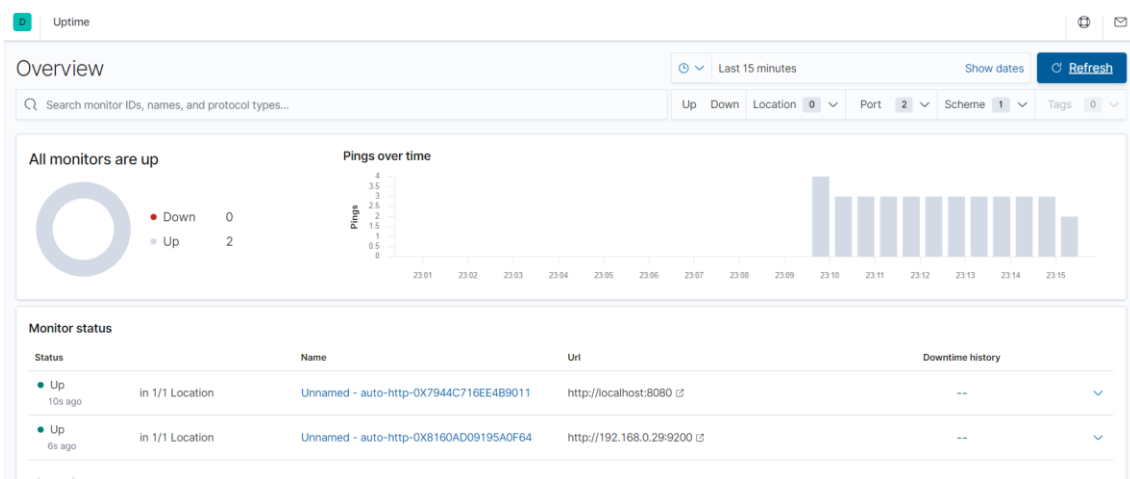 D Uptime
Overview
Last 15 minutes Show dates Refresh
Search monitor IDs, names, and protocol types...
Up Down Location 0 Port 2 Scheme 1 Tags 0
All monitors are up
Down 0
Up 2
Pings over time
Pings
4
3.5
3
2.5
2
1.5
1
0.5
0
23:01 23:02 23:03 23:04 23:05 23:06 23:07 23:08 23:09 23:10 23:11 23:12 23:13 23:14 23:15
Monitor status
Status Name Url Downtime history
Up in 1/1 Location Unnamed - auto-http-0X7944C716EE4B9011 http://localhost:8080 --
10s ago
Up in 1/1 Location Unnamed - auto-http-0X8160AD09195A0F64 http://192.168.0.29:9200 --
6s ago